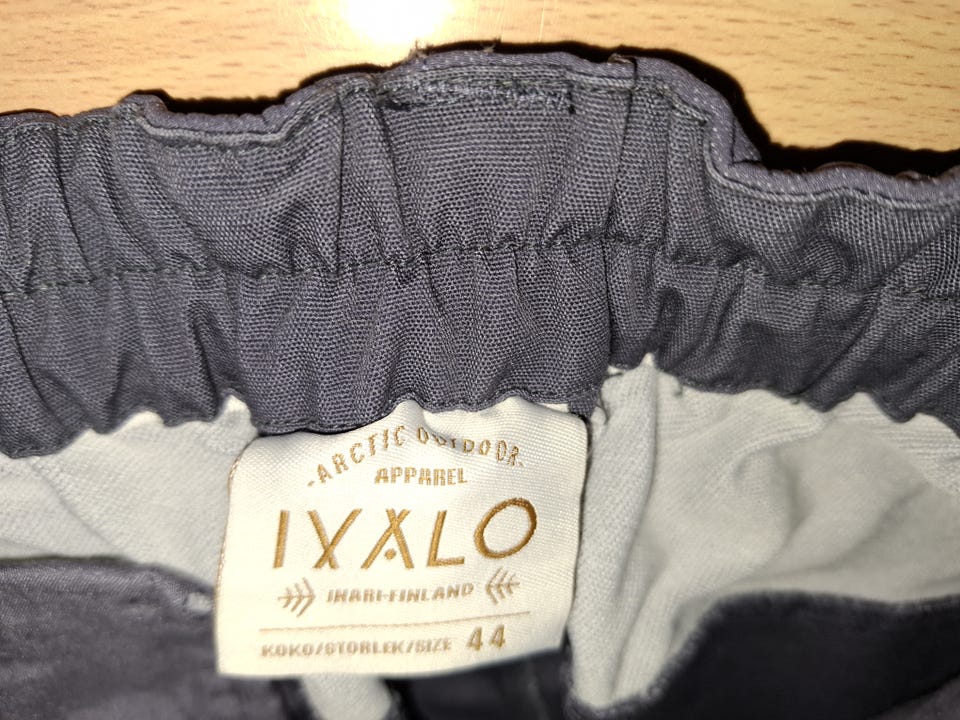 ·ARCTIC OUTDOOR·
APPAREL
IXALO
INARI-FINLAND
KOKO/STORLEK/SIZE 44